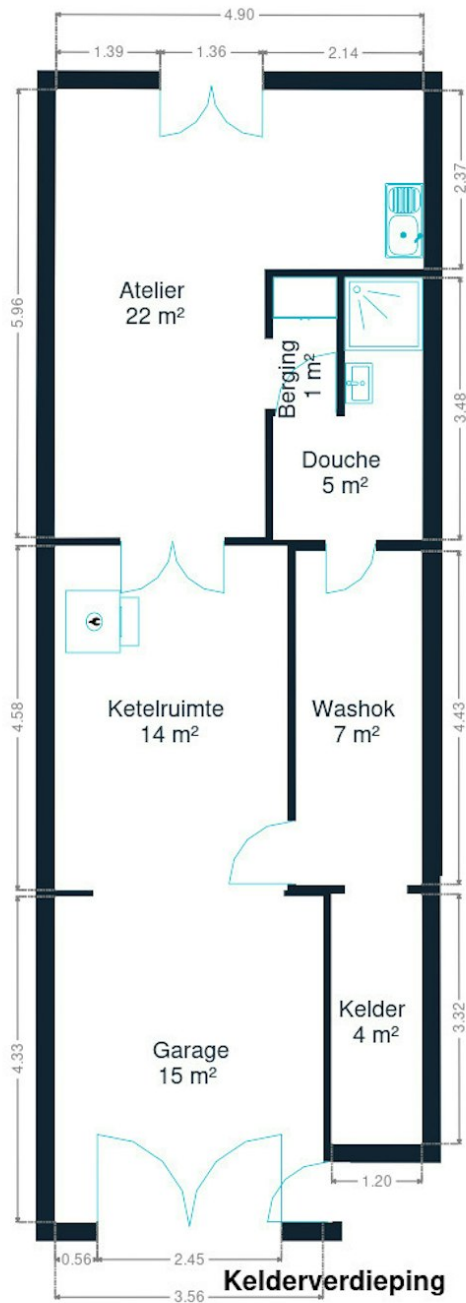 4.90
1.39 1.36 2.14
2.37
5.96
Atelier
22 m²
Berging
1 m²
3.48
Douche
5 m²
4.58
Ketelruimte
14 m²
Washok
7 m²
4.43
Kelder
4 m²
3.32
4.33
Garage
15 m²
1.20
0.56 2.45
3.56
Kelderverdieping